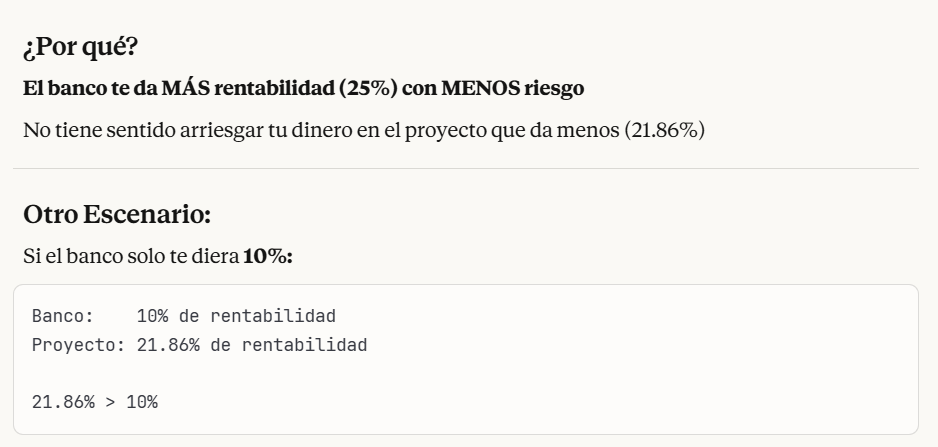 ¿Por qué?
El banco te da MÁS rentabilidad (25%) con MENOS riesgo
No tiene sentido arriesgar tu dinero en el proyecto que da menos (21.86%)
Otro Escenario:
Si el banco solo te diera 10%:
Banco:    10% de rentabilidad
Proyecto: 21.86% de rentabilidad
21.86% > 10%